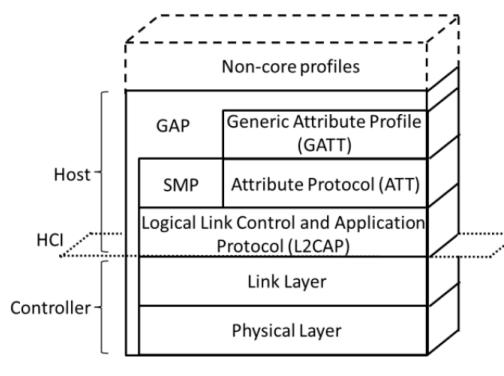 Non-core profiles
GAP
Generic Attribute Profile
(GATT)
Host
SMP
Attribute Protocol (ATT)
Logical Link Control and Application
Protocol (L2CAP)
HCI
Link Layer
Controller
Physical Layer